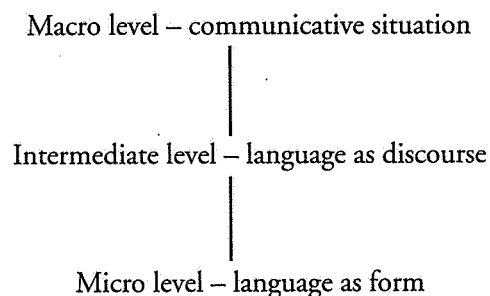 Macro level – communicative situation
Intermediate level – language as discourse
Micro level – language as form